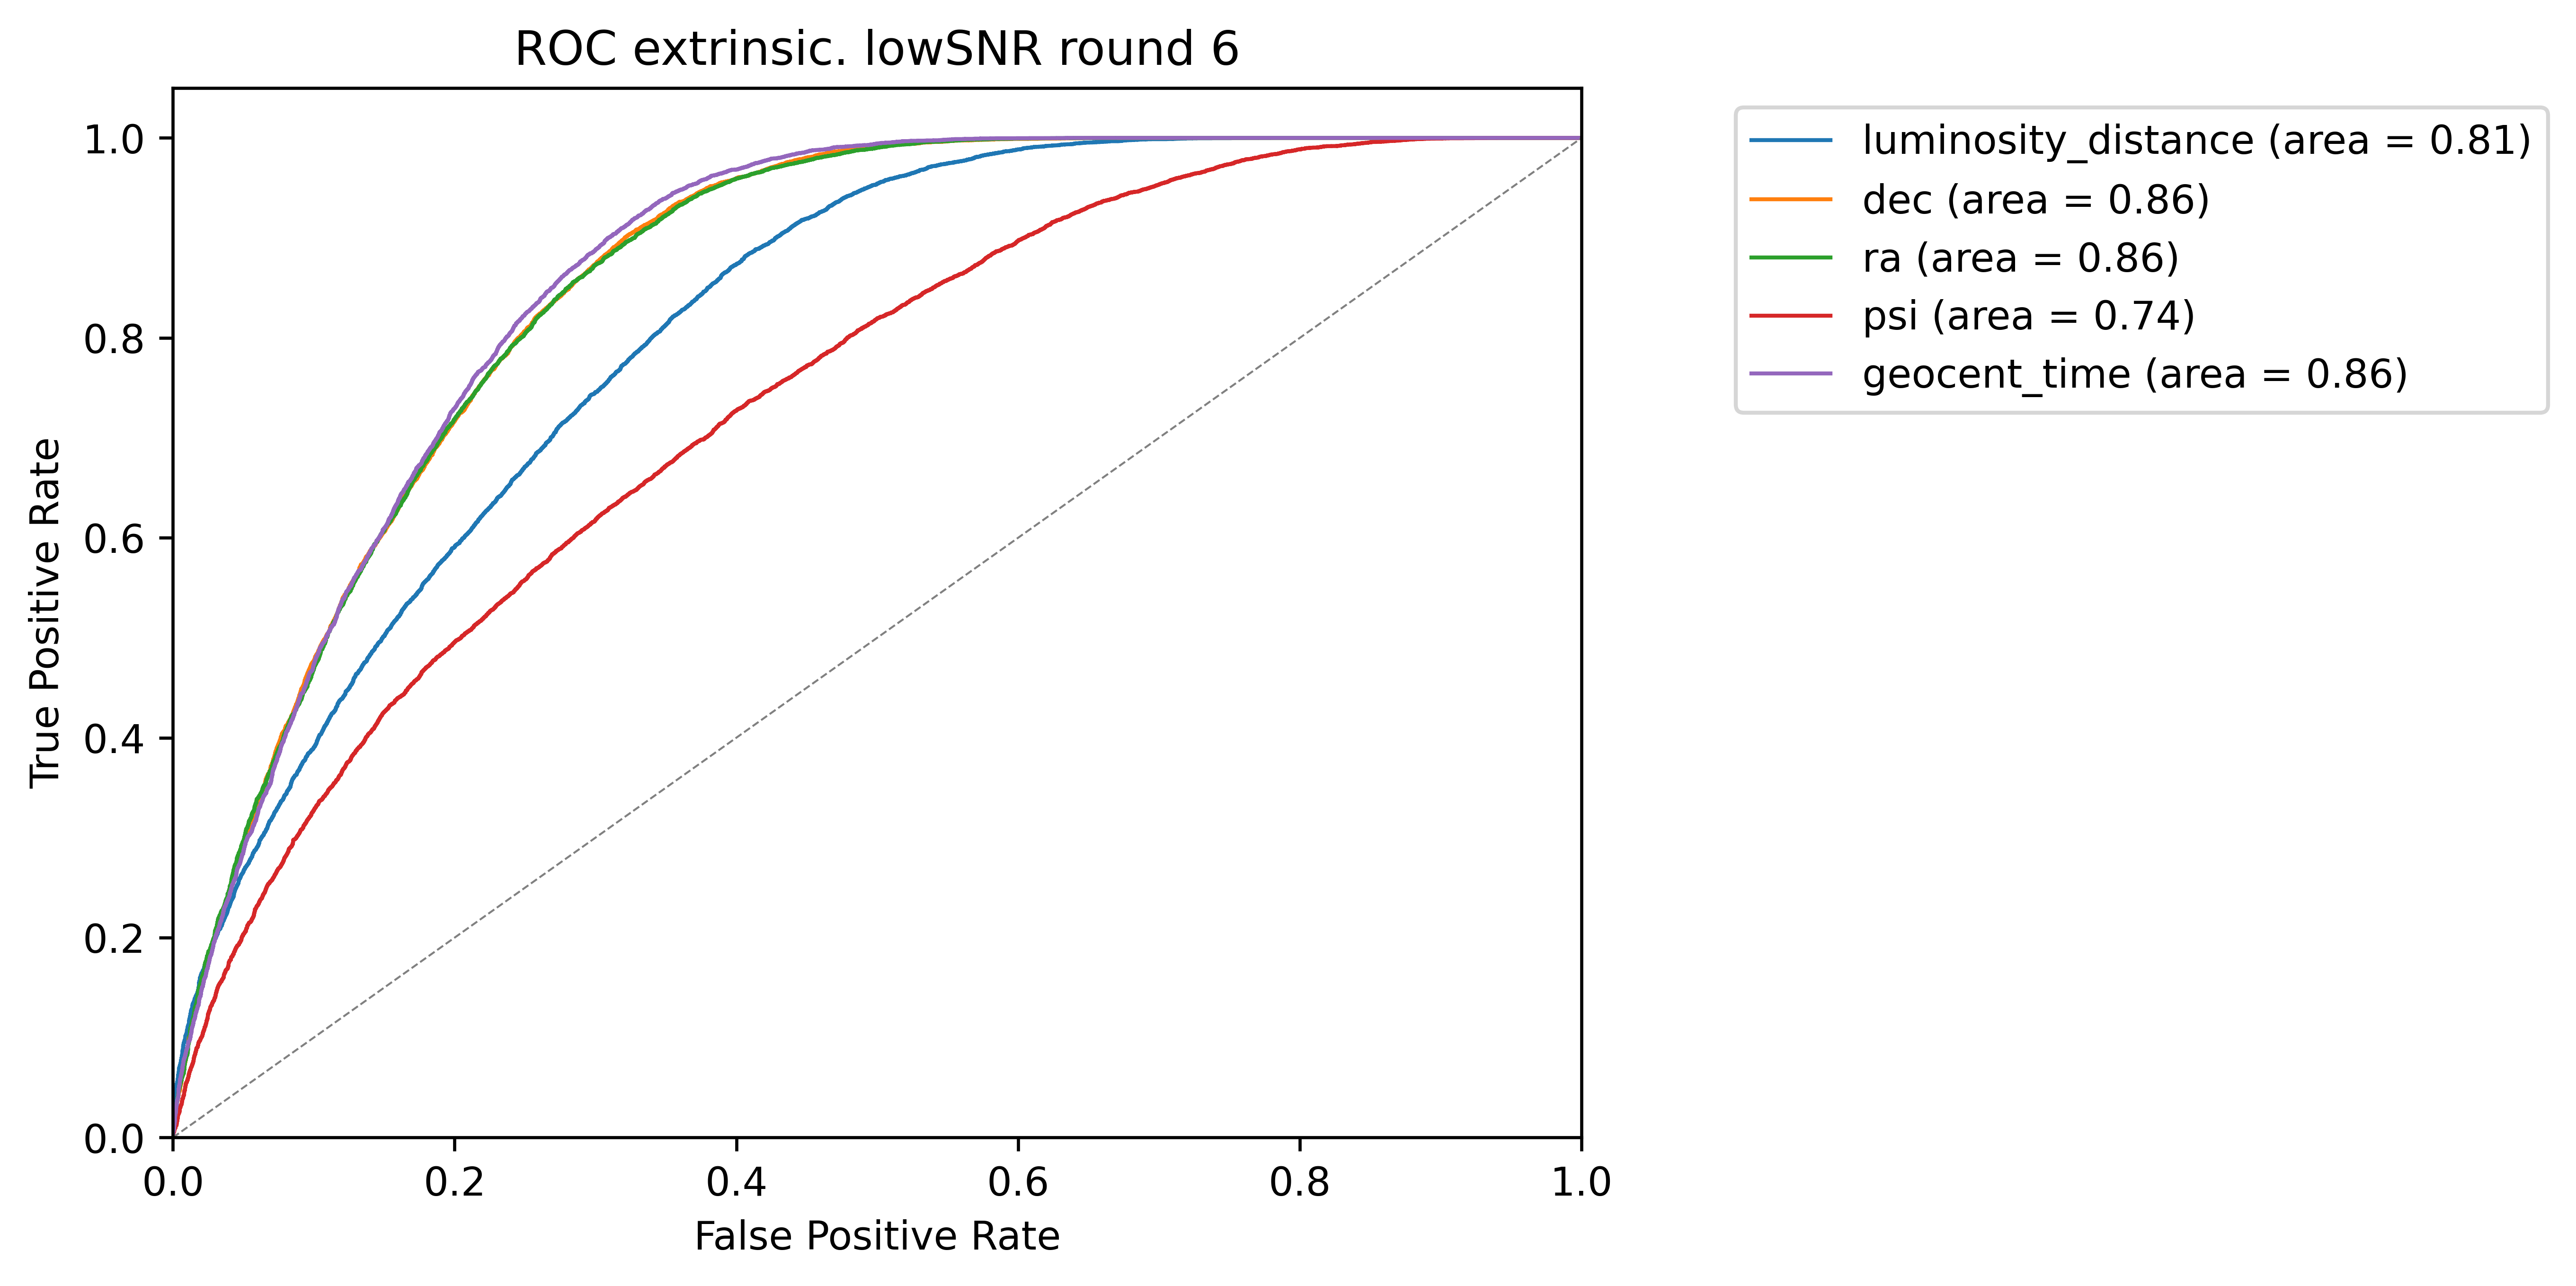 ROC extrinsic. lowSNR round 6
luminosity_distance (area = 0.81)
dec (area = 0.86)
ra (area = 0.86)
psi (area = 0.74)
geocent_time (area = 0.86)
True Positive Rate
1.0
0.8
0.6
0.4
0.2
0.0
0.0 0.2 0.4 0.6 0.8 1.0
False Positive Rate